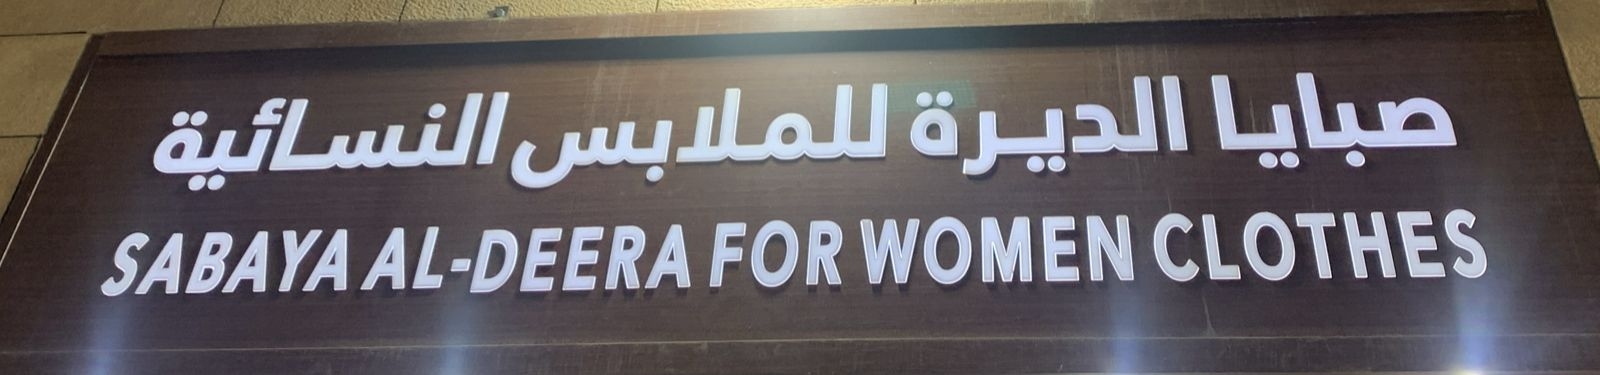 صبايا الديرة للملابس النسائية
SABAYA AL-DEERA FOR WOMEN CLOTHES